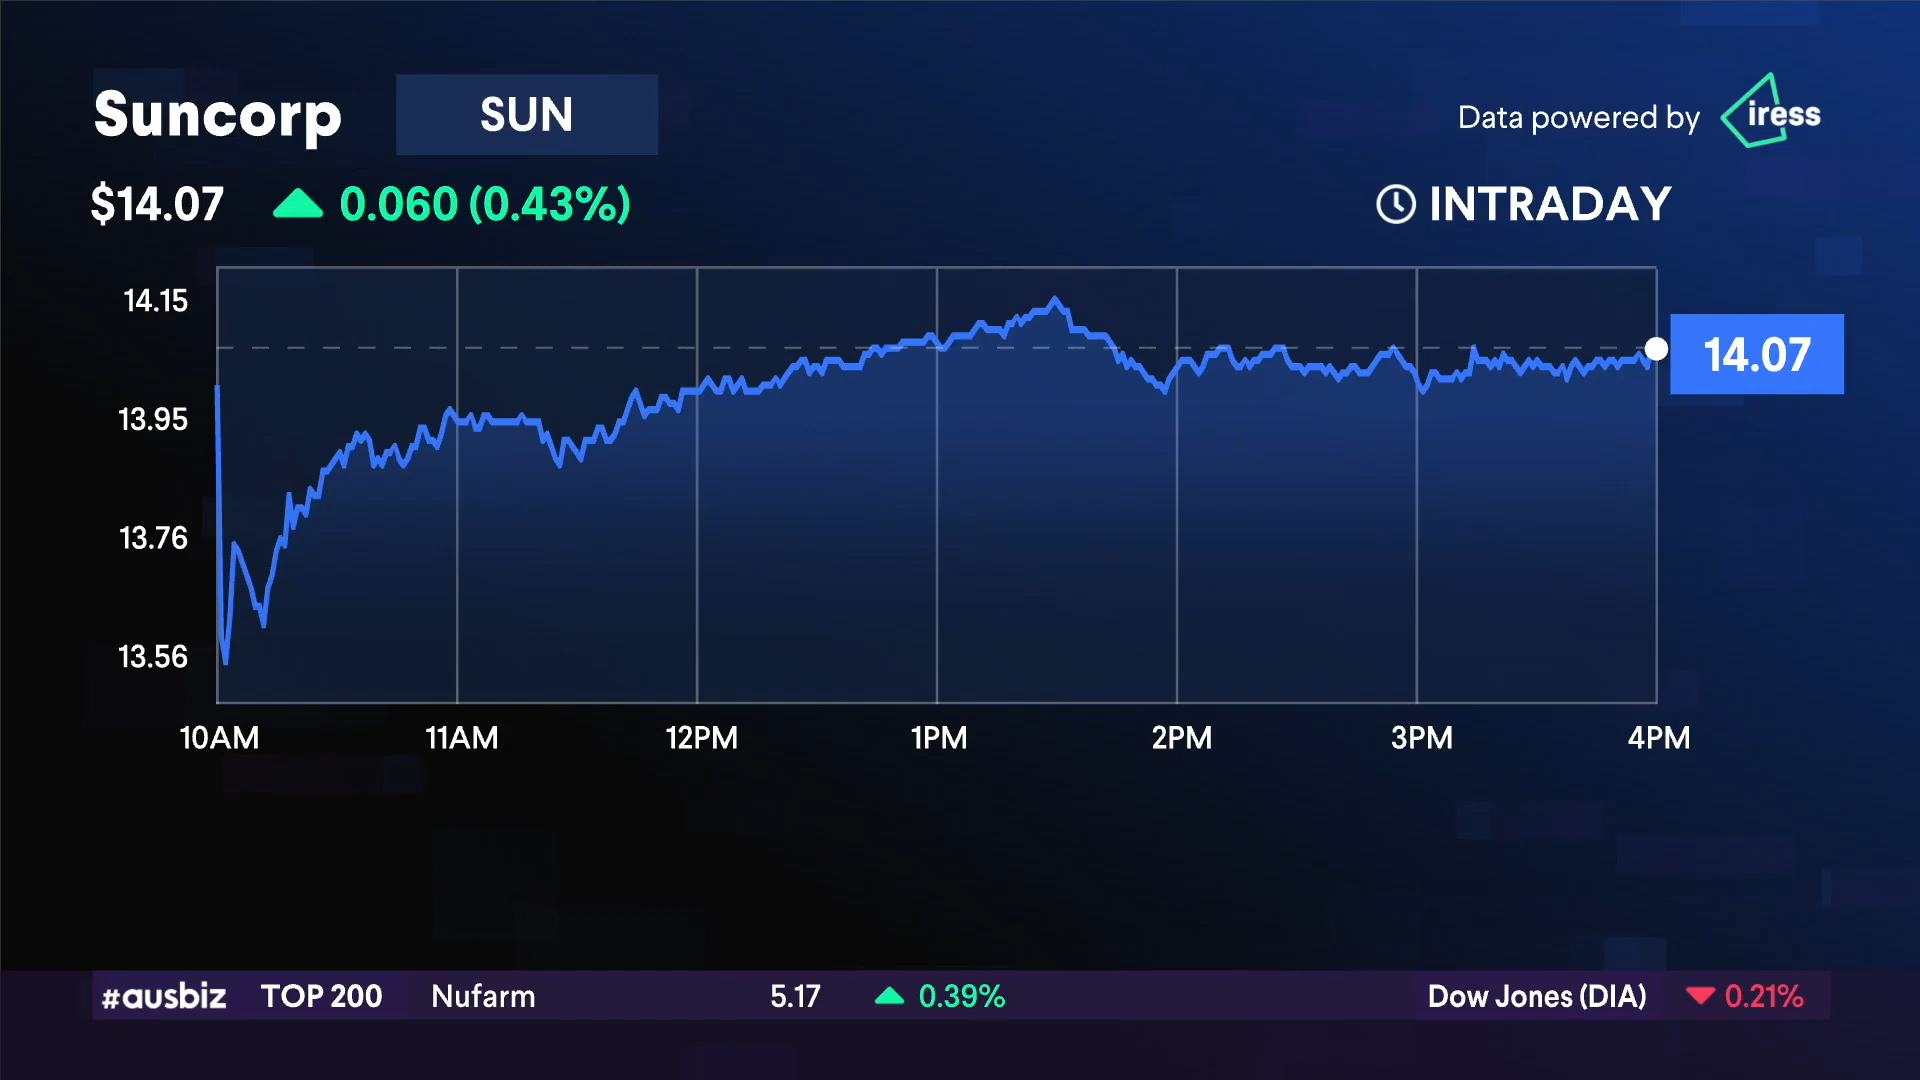 Suncorp SUN
Data powered by iress
$14.07 0.060 (0.43%)
INTRADAY
14.15
13.95
13.76
13.56
14.07
10AM 11AM 12PM 1PM 2PM 3PM 4PM
#ausbiz TOP 200 Nufarm 5.17 0.39% Dow Jones (DIA) 0.21%